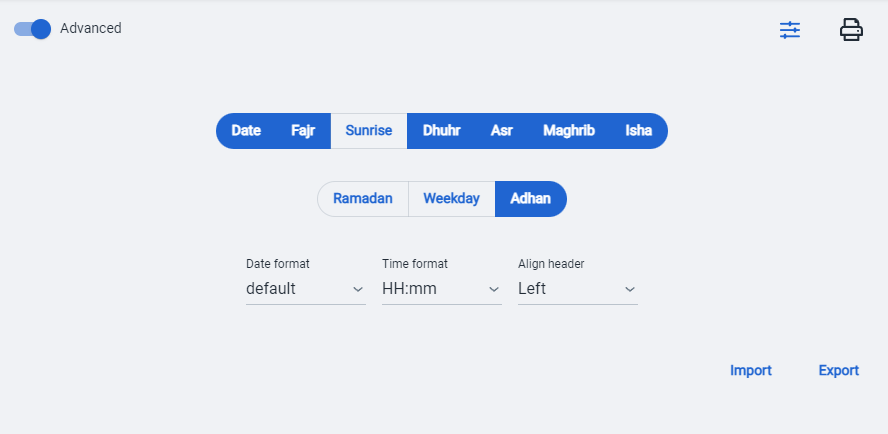 Advanced
Date Fajr Sunrise Dhuhr Asr Maghrib Isha
Ramadan Weekday Adhan
Date format Time format Align header
default HH:mm Left
Import Export